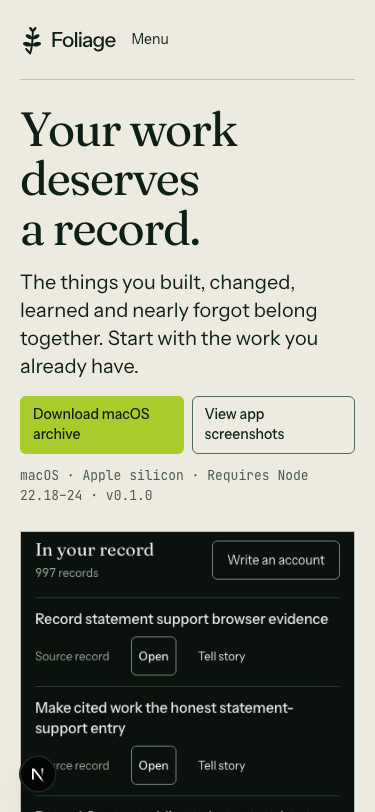 Foliage
Menu
Your work
deserves
a record.
The things you built, changed,
learned and nearly forgot belong
together. Start with the work you
already have.
Download macOS
archive
View app
screenshots
macOS · Apple silicon · Requires Node
22.18–24 · v0.1.0
In your record
997 records
Write an account
Record statement support browser evidence
Source record
Open
Tell story
Make cited work the honest statement-
support entry
record
Open
Tell story
N